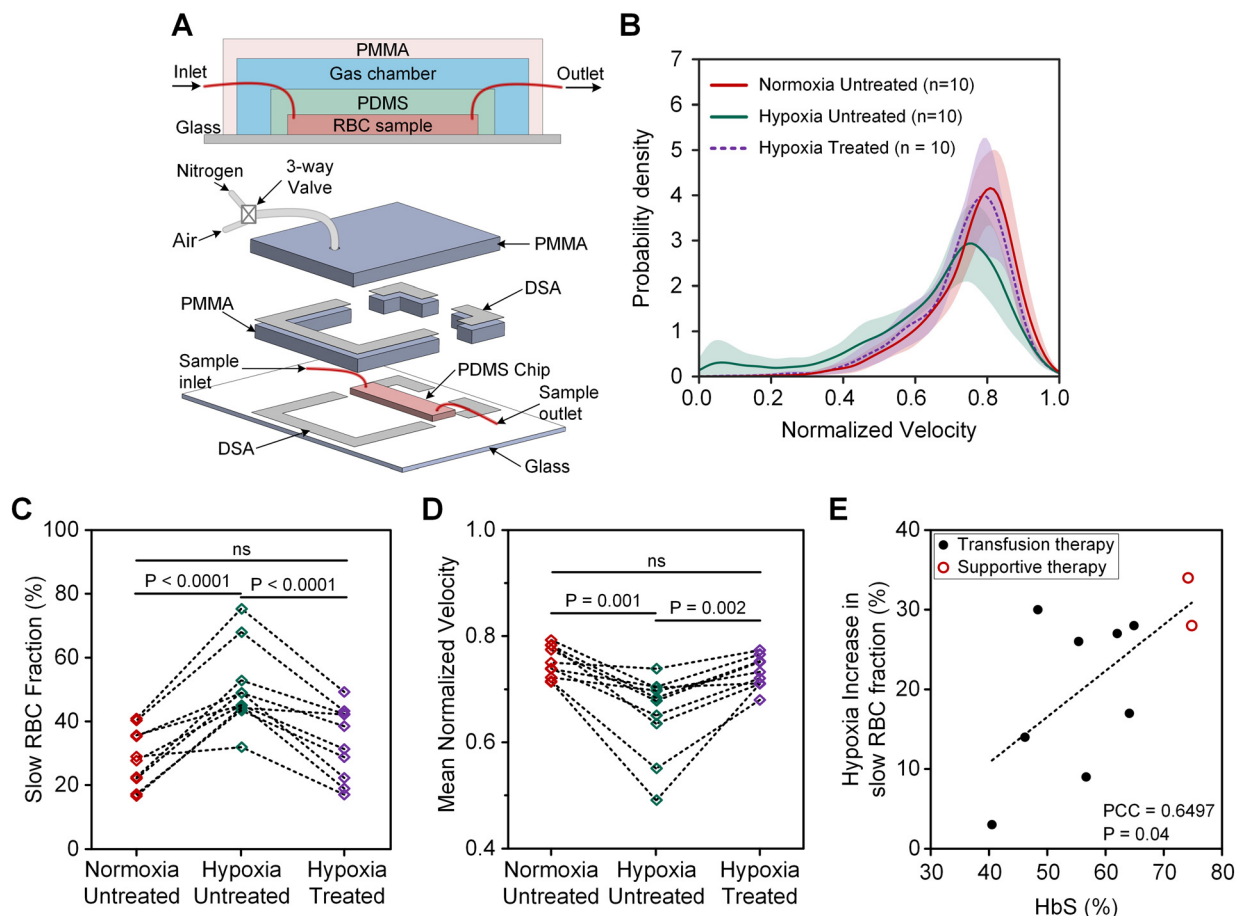 A
PMMA
Inlet
Gas chamber
Outlet
PDMS
Glass
RBC sample
Nitrogen
3-way
Valve
Air
PMMA
DSA
PMMA
Sample
inlet
PDMS Chip
Sample
outlet
DSA
Glass
B
Probability density
7
6
5
4
3
2
1
0
Normoxia Untreated (n=10)
Hypoxia Untreated (n=10)
Hypoxia Treated (n = 10)
0.0 0.2 0.4 0.6 0.8 1.0
Normalized Velocity
C
Slow RBC Fraction (%)
100
80
60
40
20
0
ns
P < 0.0001 P < 0.0001
Normoxia Hypoxia Hypoxia
Untreated Untreated Treated
D
Mean Normalized Velocity
1.0
0.8
0.6
0.4
ns
P = 0.001 P = 0.002
Normoxia Hypoxia Hypoxia
Untreated Untreated Treated
E
Hypoxia Increase in
slow RBC fraction (%)
40
30
20
10
0
Transfusion therapy
Supportive therapy
PCC = 0.6497
P = 0.04
30 40 50 60 70 80
HbS (%)